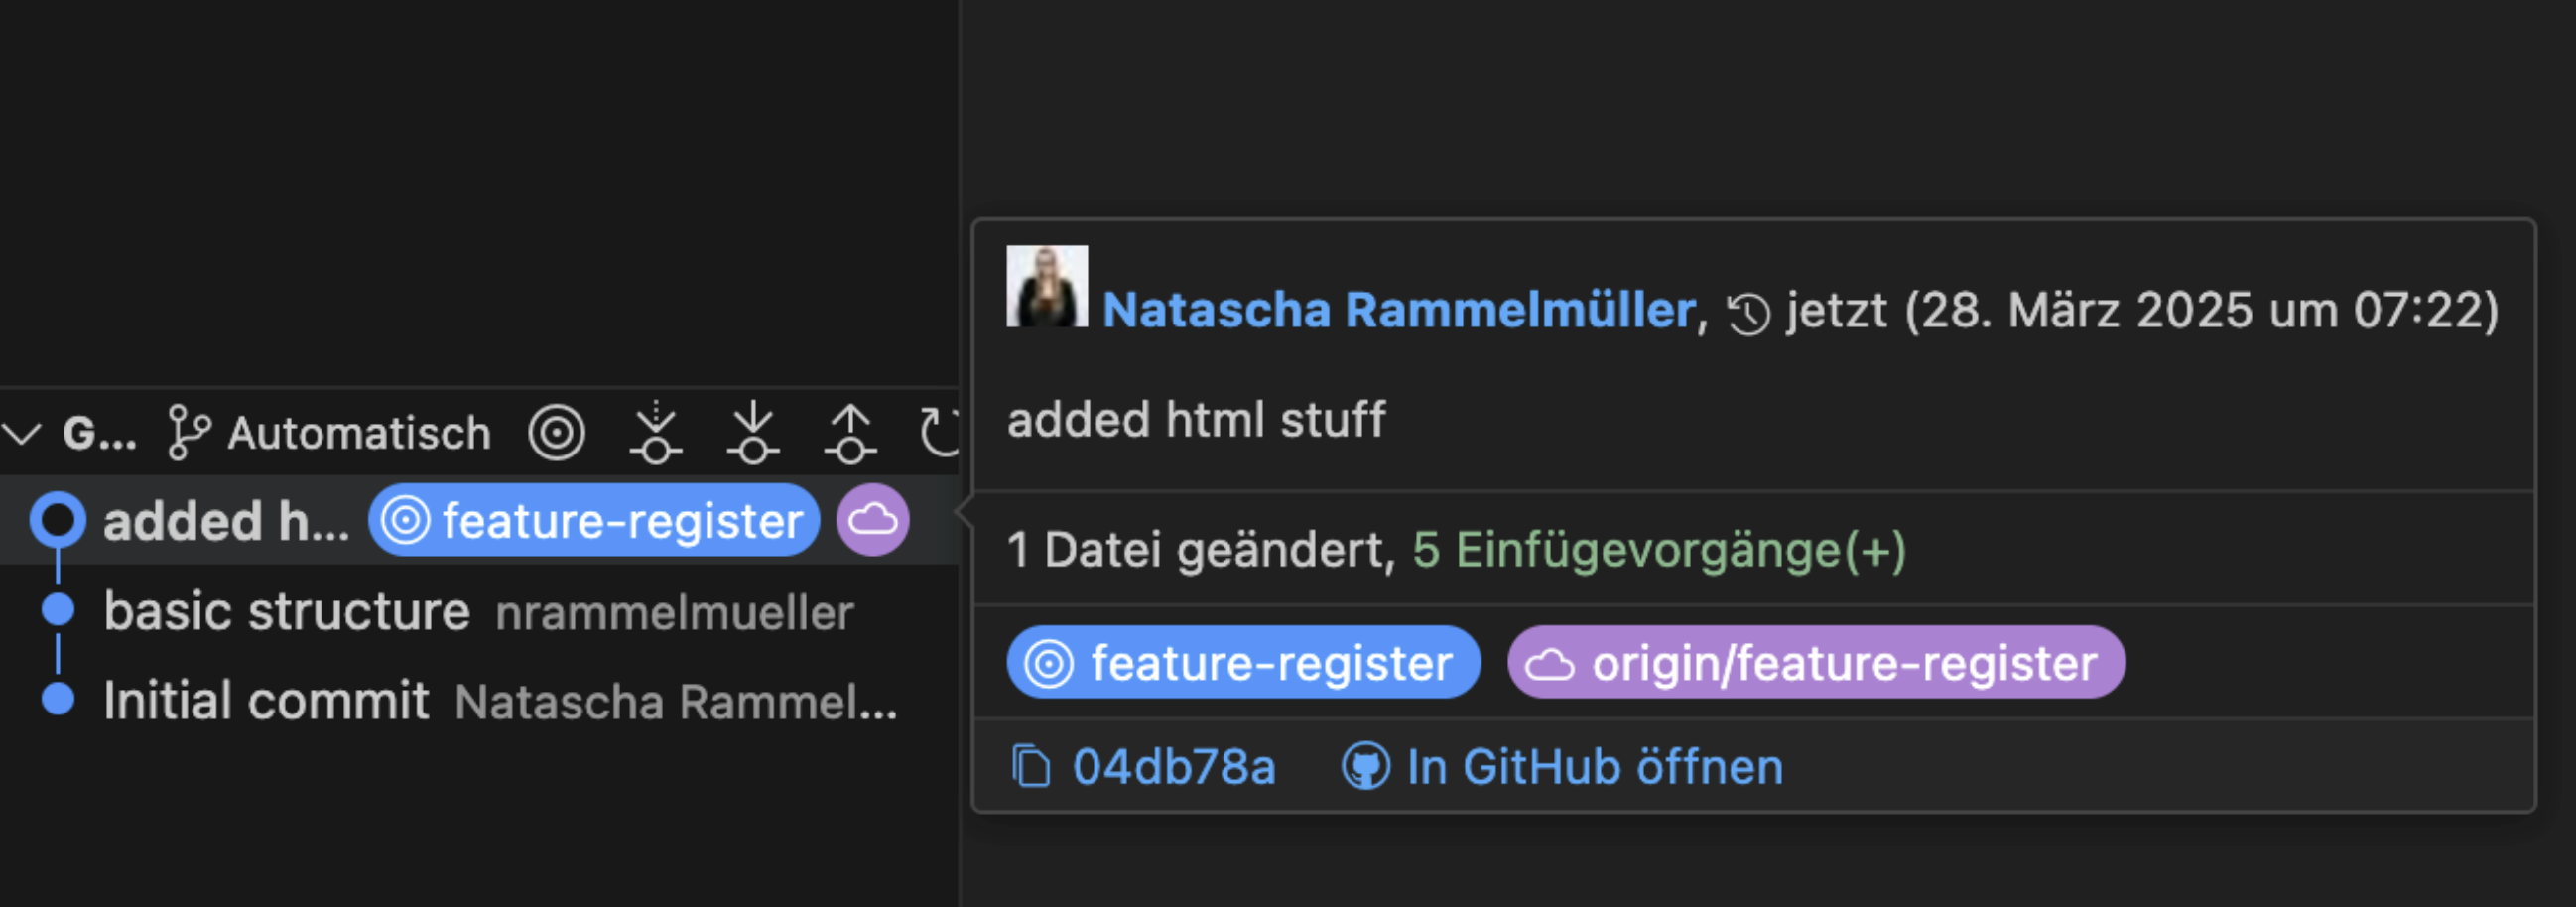 G... Automatisch
added h... feature-register
basic structure nrammelmueller
Initial commit Natascha Rammel...
Natascha Rammelmüller, jetzt (28. März 2025 um 07:22)
added html stuff
1 Datei geändert, 5 Einfügevorgänge(+)
feature-register origin/feature-register
04db78a In GitHub öffnen